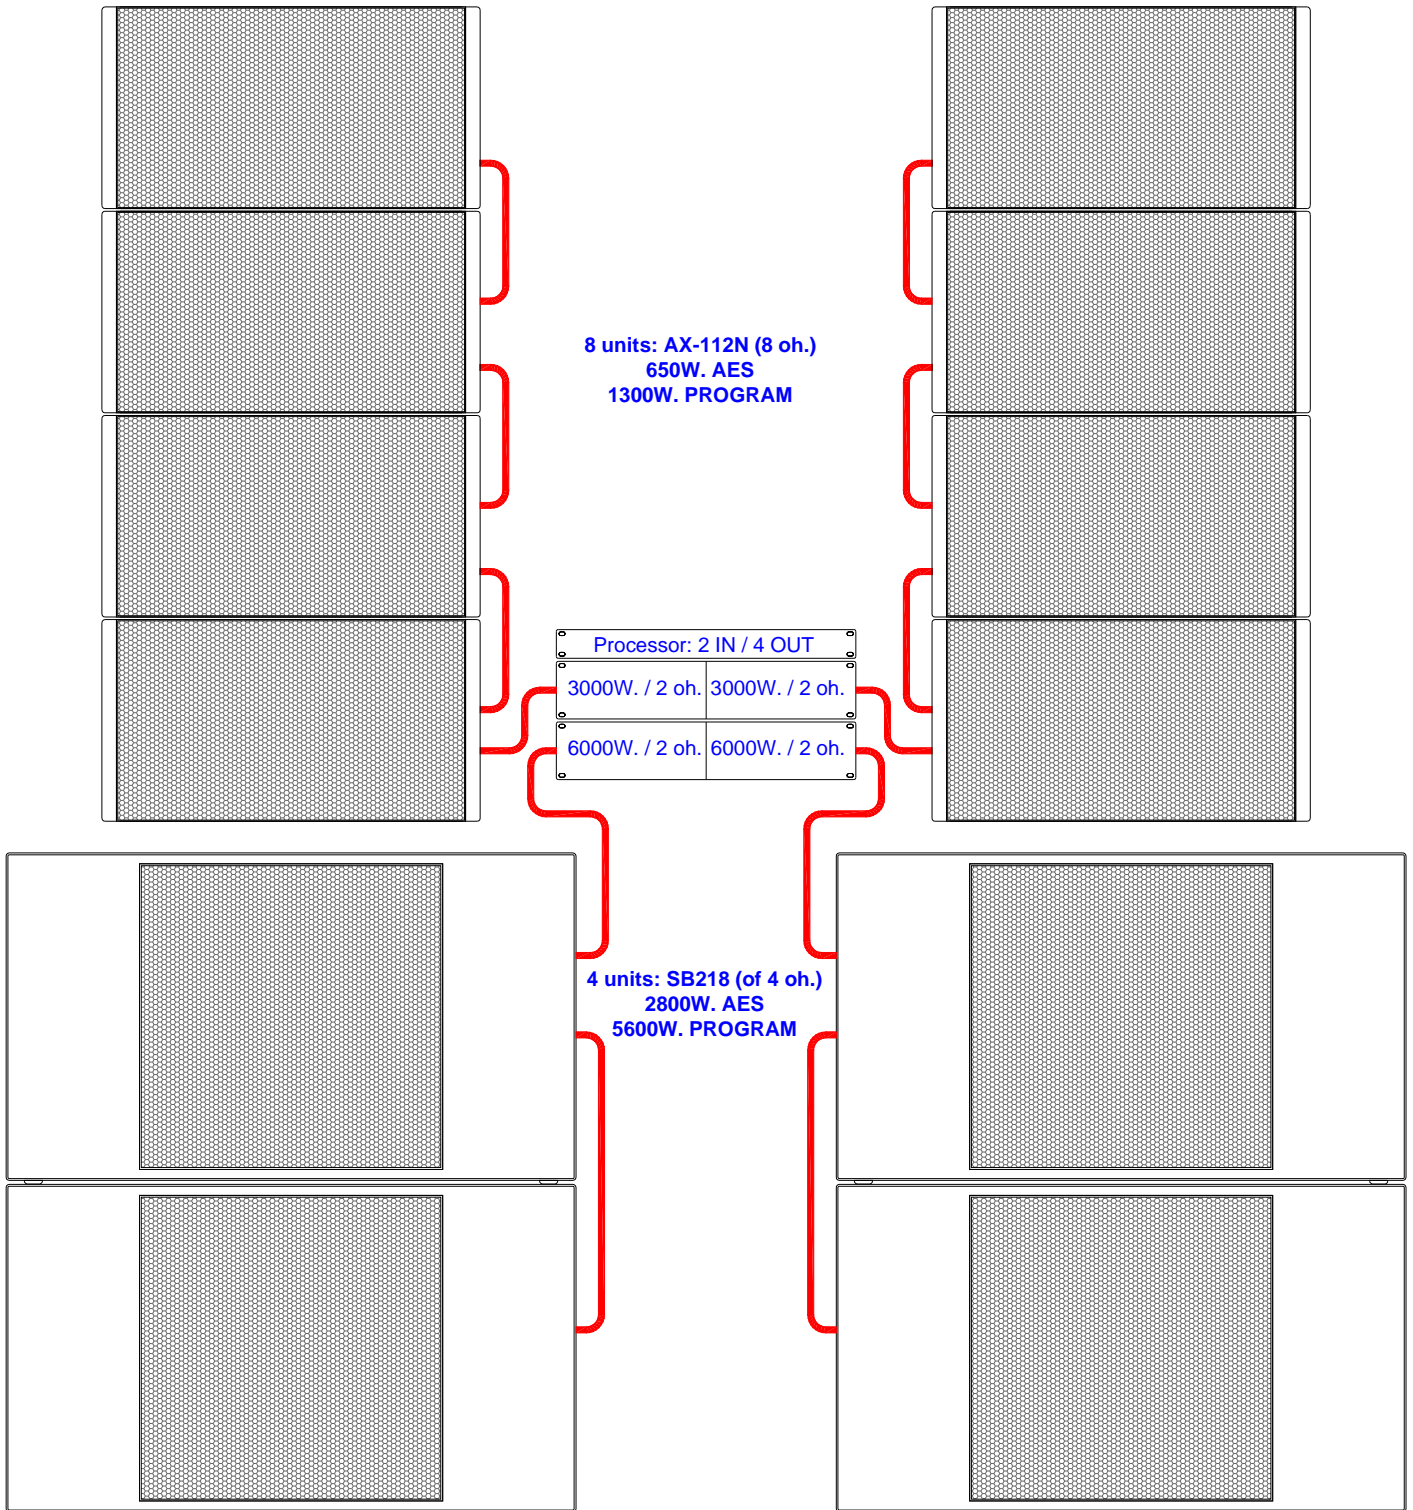 8 units: AX-112N (8 oh.)
650W. AES
1300W. PROGRAM
Processor: 2 IN / 4 OUT
3000W. / 2 oh. 3000W. / 2 oh.
6000W. / 2 oh. 6000W. / 2 oh.
4 units: SB218 (of 4 oh.)
2800W. AES
5600W. PROGRAM